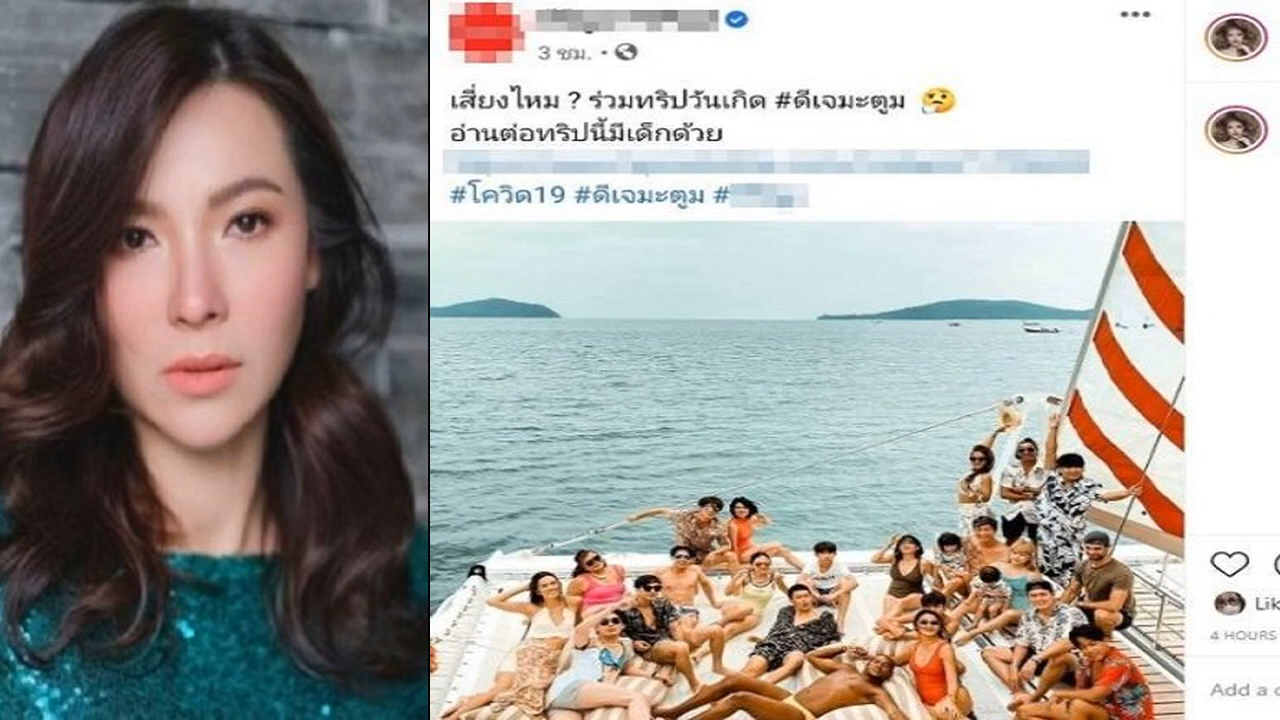 3 ชม.
เสี่ยงไหม ? ร่วมทริปวันเกิด #ดีเจมะตูม 🤔
อ่านต่อทริปนี้มีเด็กด้วย
#โควิด19 #ดีเจมะตูม #
Lik
4 HOURS
Add a c